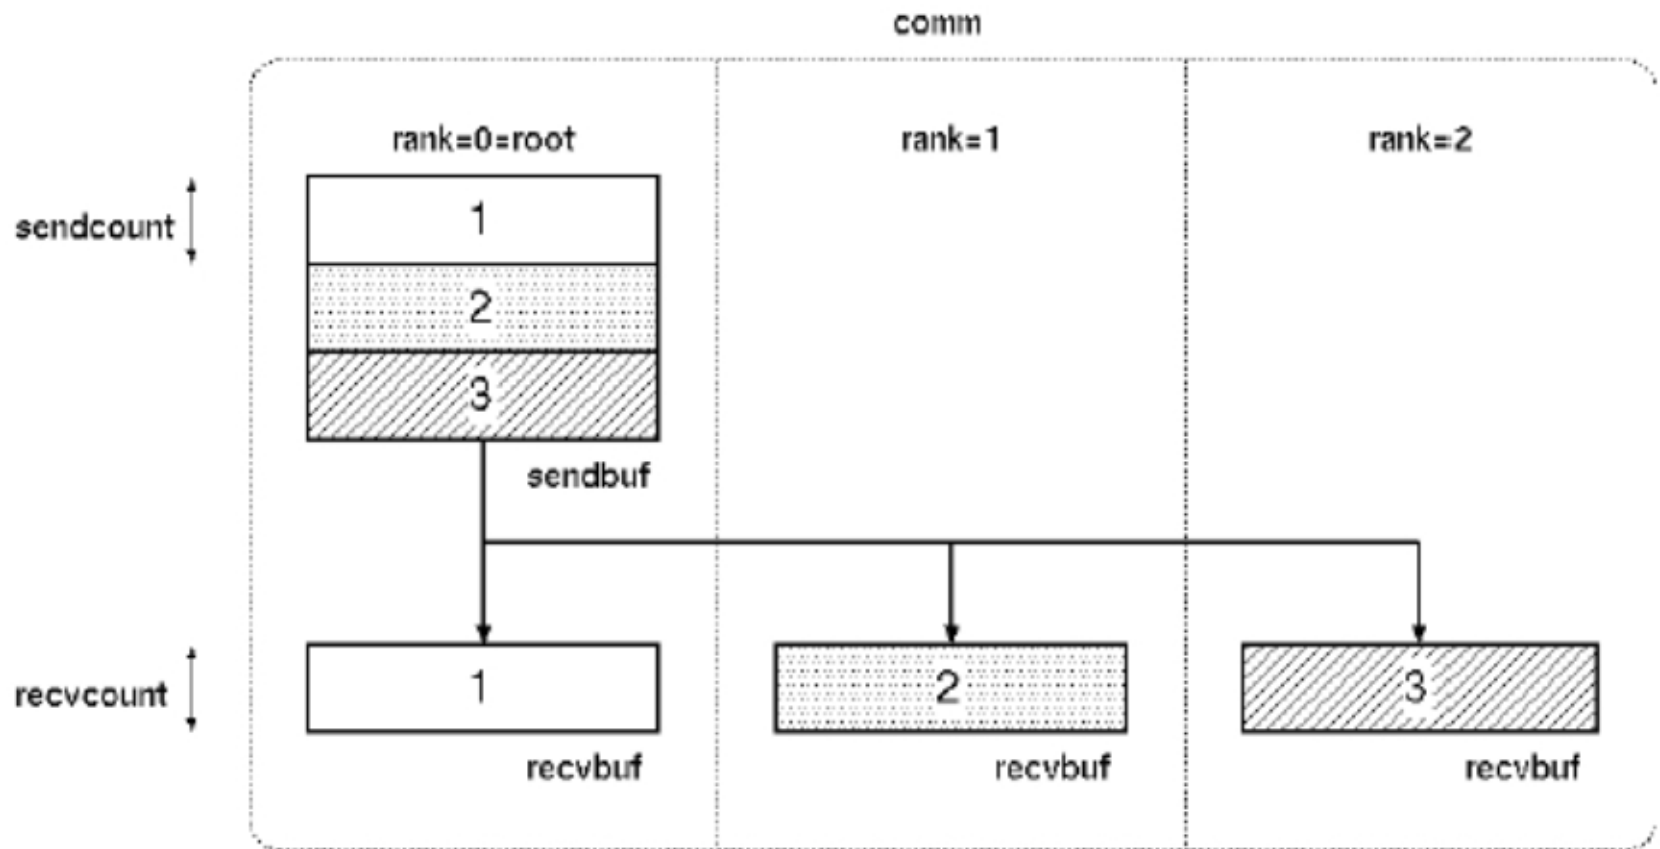 comm
rank=0=root
rank=1
rank=2
sendcount
1
2
3
sendbuf
recvcount
1
2
3
recvbuf
recvbuf
recvbuf